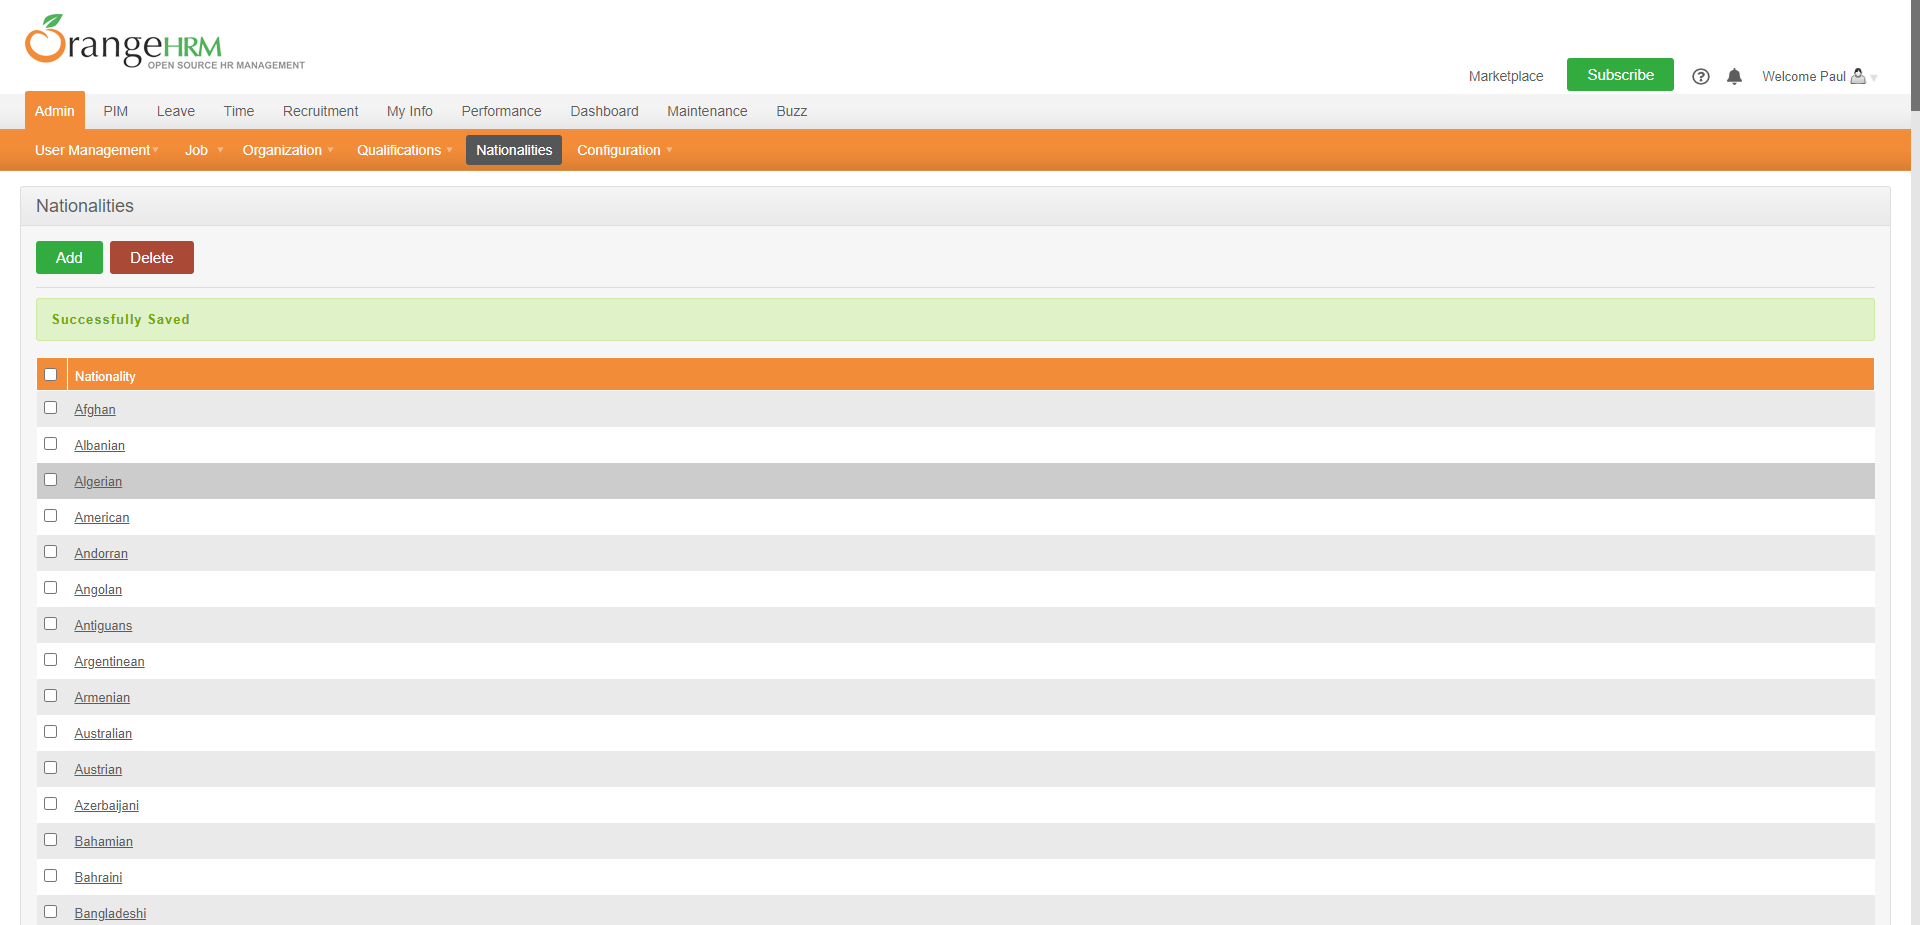 OrangeHRM
OPEN SOURCE HR MANAGEMENT
Marketplace Subscribe Welcome Paul
Admin PIM Leave Time Recruitment My Info Performance Dashboard Maintenance Buzz
User Management Job Organization Qualifications Nationalities Configuration
Nationalities
Add Delete
Successfully Saved
Nationality
Afghan
Albanian
Algerian
American
Andorran
Angolan
Antiguans
Argentinean
Armenian
Australian
Austrian
Azerbaijani
Bahamian
Bahraini
Bangladeshi